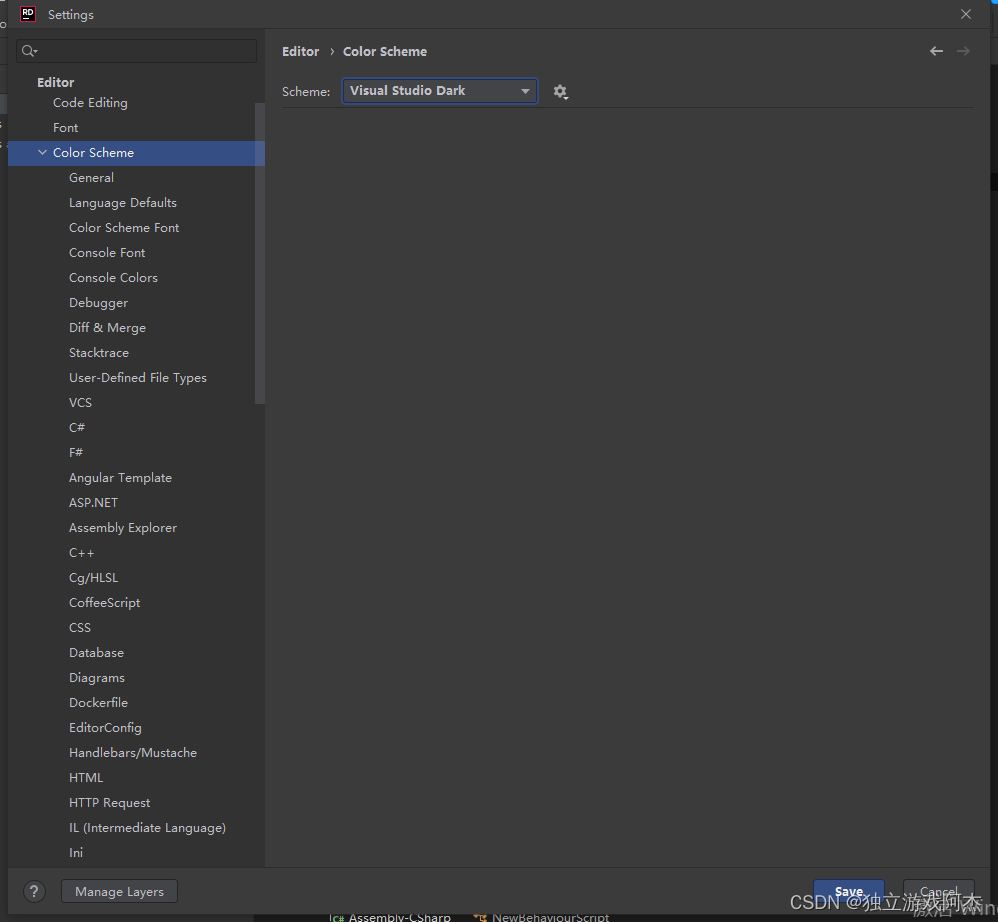 RD Settings
Editor › Color Scheme
Editor
Scheme: Visual Studio Dark
Code Editing
Font
Color Scheme
General
Language Defaults
Color Scheme Font
Console Font
Console Colors
Debugger
Diff & Merge
Stacktrace
User-Defined File Types
VCS
C#
F#
Angular Template
ASP.NET
Assembly Explorer
C++
Cg/HLSL
CoffeeScript
CSS
Database
Diagrams
Dockerfile
EditorConfig
Handlebars/Mustache
HTML
HTTP Request
IL (Intermediate Language)
Ini
? Manage Layers Save Cancel
CSDN @独立游戏阿杰
C# Assembly-CSharp NewBehaviourScript